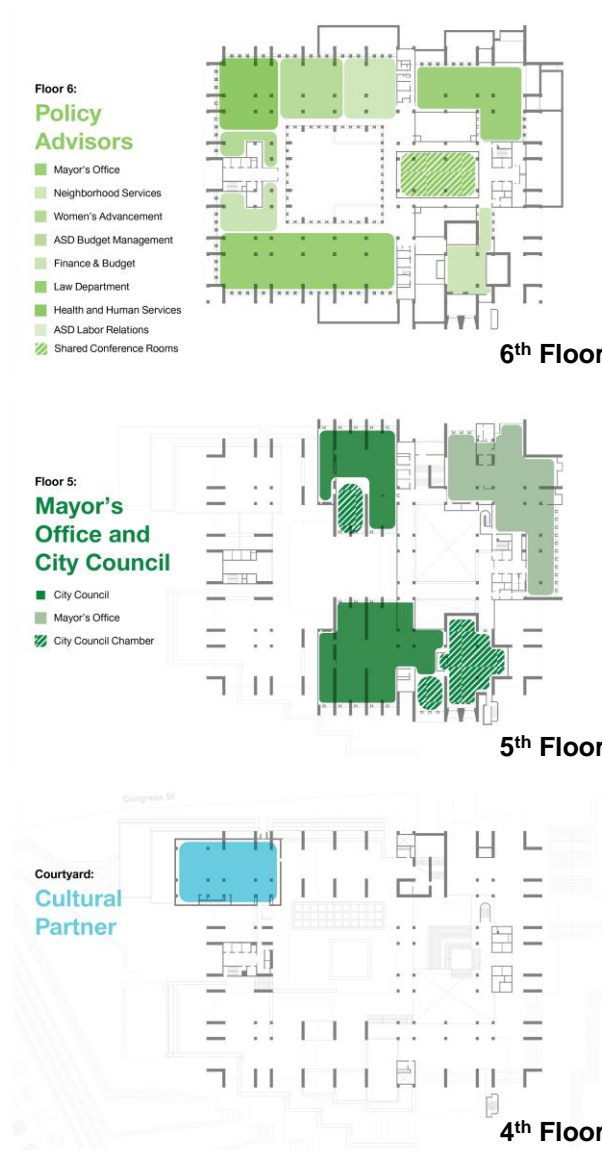 Floor 6:
Policy
Advisors
Mayor's Office
Neighborhood Services
Women's Advancement
ASD Budget Management
Finance & Budget
Law Department
Health and Human Services
ASD Labor Relations
Shared Conference Rooms
6th Floor
Floor 5:
Mayor's
Office and
City Council
City Council
Mayor's Office
City Council Chamber
5th Floor
Congress St
Courtyard:
Cultural
Partner
4th Floor